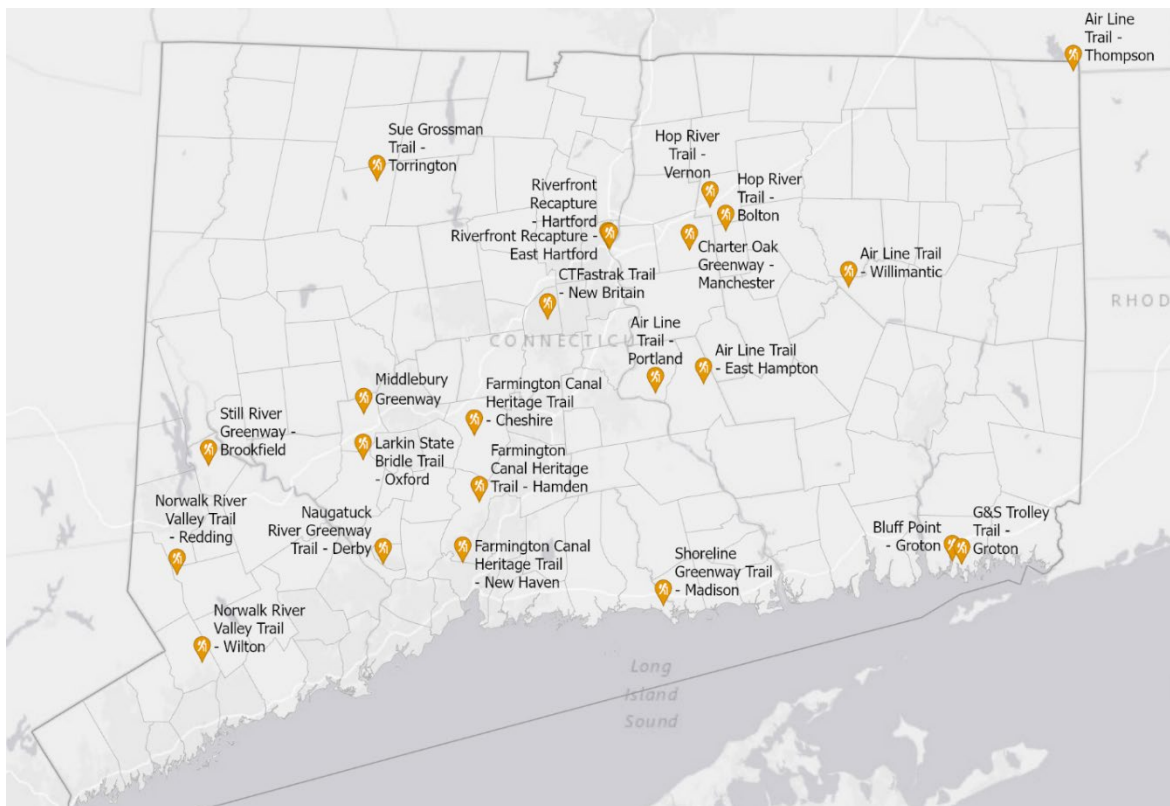 Air Line
Trail -
Thompson
Sue Grossman
Trail -
Torrington
Hop River
Trail -
Vernon
Hop River
Trail -
Bolton
Riverfront
Recapture
- Hartford
Riverfront Recapture -
East Hartford
Charter Oak
Greenway -
Manchester
Air Line Trail
- Willimantic
CTFastrak Trail
- New Britain
RHOD
CONNECTICU
Air Line
Trail -
Portland
Air Line Trail
- East Hampton
Middlebury
Greenway
Farmington Canal
Heritage Trail
- Cheshire
Still River
Greenway -
Brookfield
Larkin State
Bridle Trail
- Oxford
Farmington
Canal Heritage
Trail - Hamden
Norwalk River
Valley Trail
- Redding
Naugatuck
River Greenway
Trail - Derby
Farmington Canal
Heritage Trail
- New Haven
Bluff Point
- Groton
G&S Trolley
Trail -
Groton
Shoreline
Greenway Trail
- Madison
Norwalk River
Valley Trail
- Wilton
Long
Island
Sound